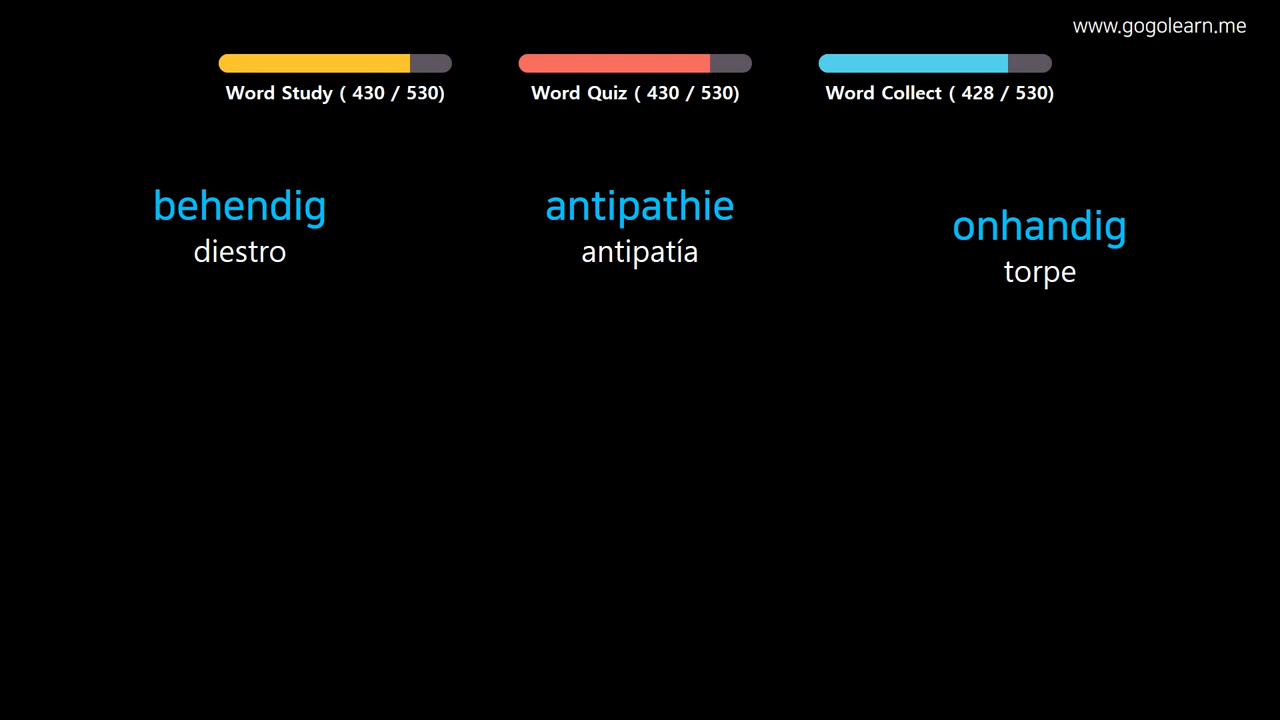 www.gogolearn.me
Word Study ( 430 / 530)
Word Quiz ( 430 / 530)
Word Collect ( 428 / 530)
behendig
diestro
antipathie
antipatía
onhandig
torpe